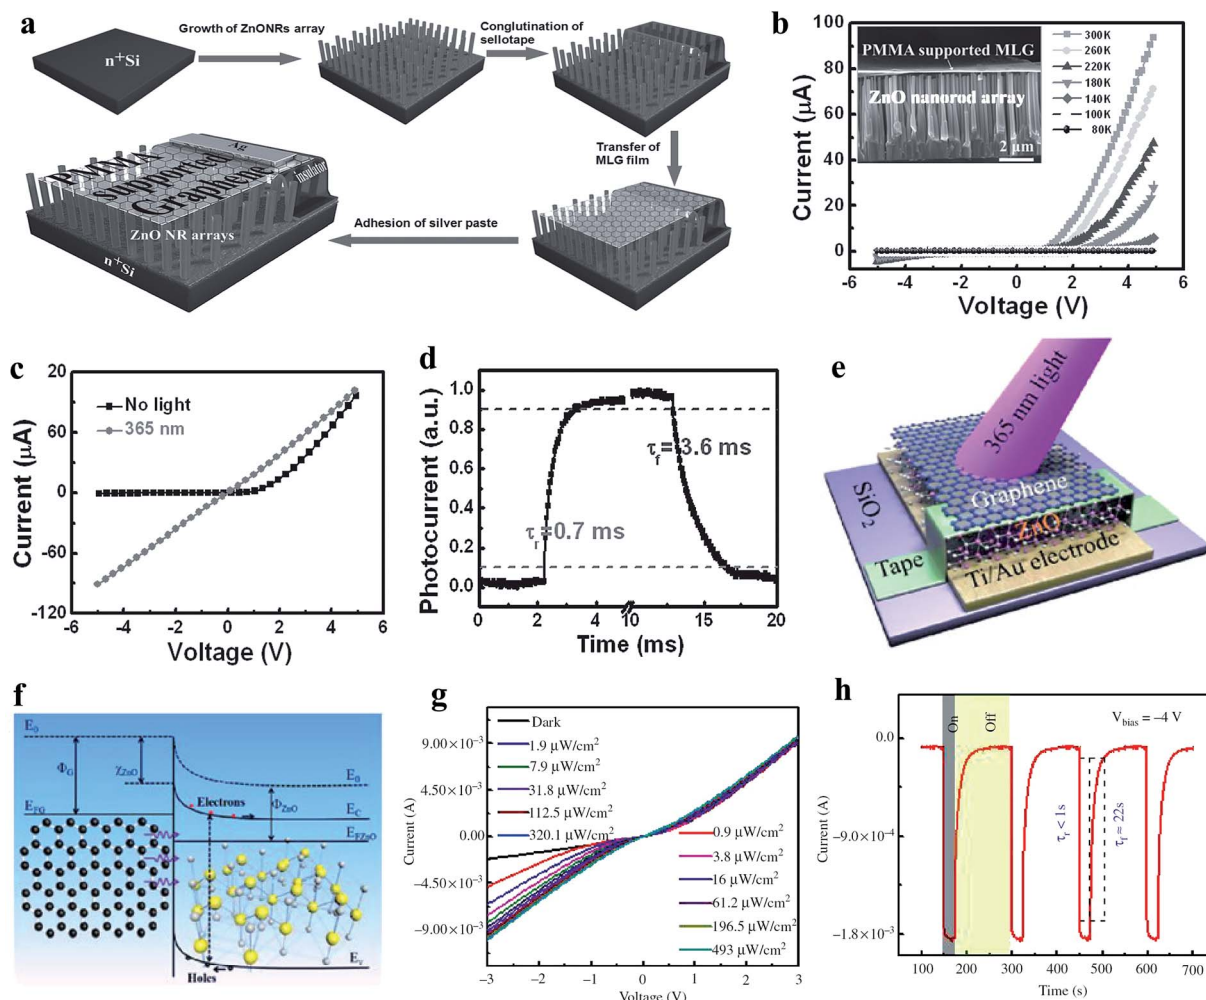 a
Growth of ZnONRs array
Conglutination of
sellotape
n⁺Si
Transfer of
MLG film
Ag
PMMA
supported
Graphene
insulator
ZnO NR arrays
n⁺Si
Adhesion of silver paste
b
100
80
60
40
20
0
Current (μA)
PMMA supported MLG
ZnO nanorod array
2 μm
300K
260K
220K
180K
140K
100K
80K
-6 -4 -2 0 2 4 6
Voltage (V)
c
20
60
0
-60
-120
Current (μA)
No light
365 nm
-6 -4 -2 0 2 4 6
Voltage (V)
d
1.0
0.8
0.6
0.4
0.2
0.0
Photocurrent (a.u.)
τf=3.6 ms
τr=0.7 ms
0 2 4 10 15 20
Time (ms)
e
365 nm light
SiO2
Graphene
ZnO
Ti/Au electrode
Tape
f
E0
ΦG
χZnO
E0
Electrons
ΦZnO
EFG
EC
EFZnO
Holes
Ev
g
9.00×10⁻³
4.50×10⁻³
0.00
−4.50×10⁻³
−9.00×10⁻³
Current (A)
Dark
1.9 μW/cm²
7.9 μW/cm²
31.8 μW/cm²
112.5 μW/cm²
320.1 μW/cm²
0.9 μW/cm²
3.8 μW/cm²
16 μW/cm²
61.2 μW/cm²
196.5 μW/cm²
493 μW/cm²
−3 −2 −1 0 1 2 3
Voltage (V)
h
0.0
−9.0×10⁻⁴
−1.8×10⁻³
Current (A)
On
Off
Vbias = −4 V
τr < 1s
τf = 22s
100 200 300 400 500 600 700
Time (s)